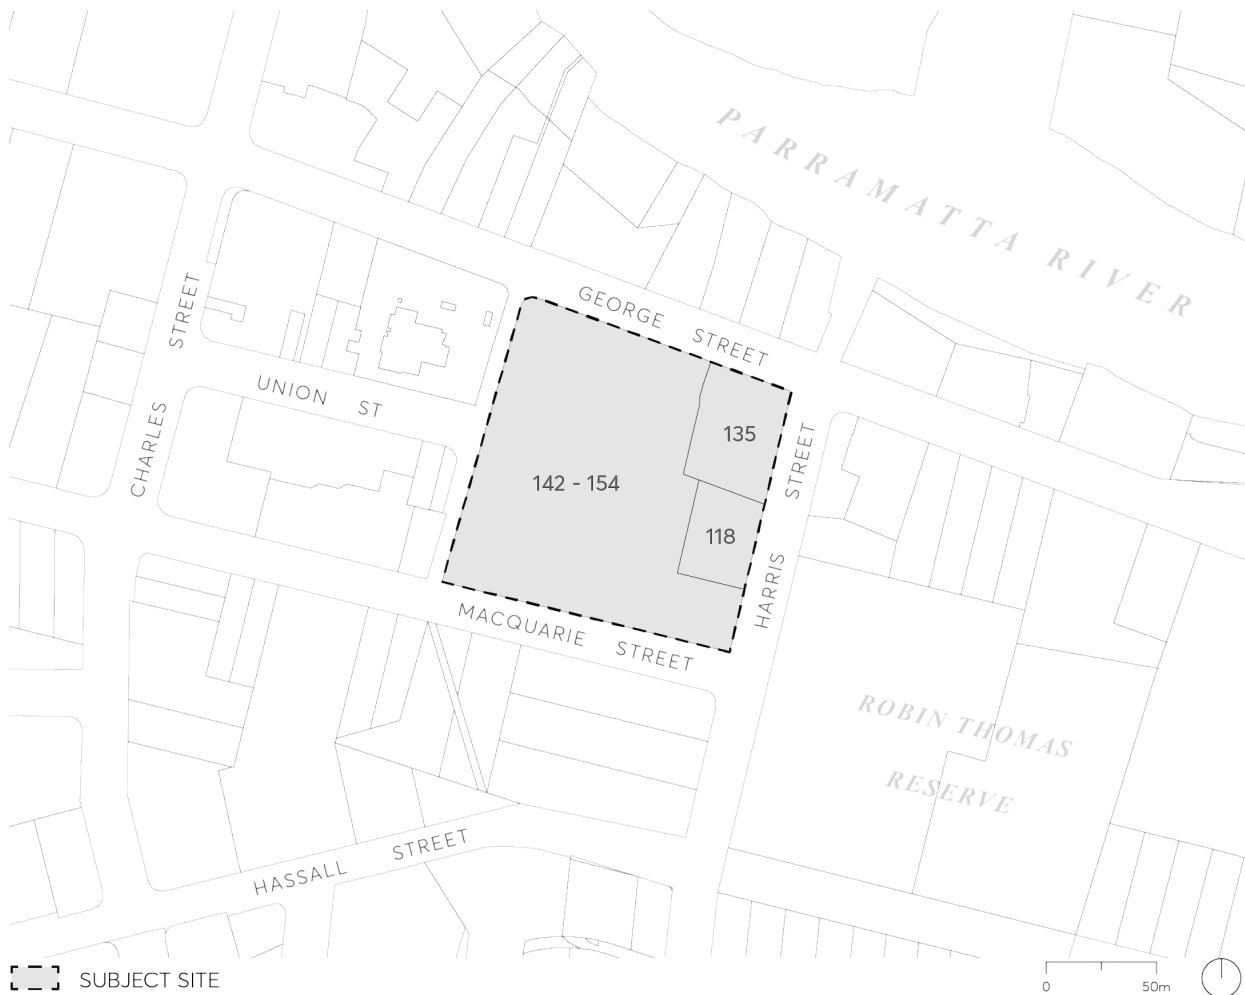 PARRAMATTA RIVER
GEORGE STREET
CHARLES STREET
UNION ST
135
HARRIS STREET
142 - 154
118
MACQUARIE STREET
ROBIN THOMAS
RESERVE
HASSALL STREET
SUBJECT SITE
0 50m